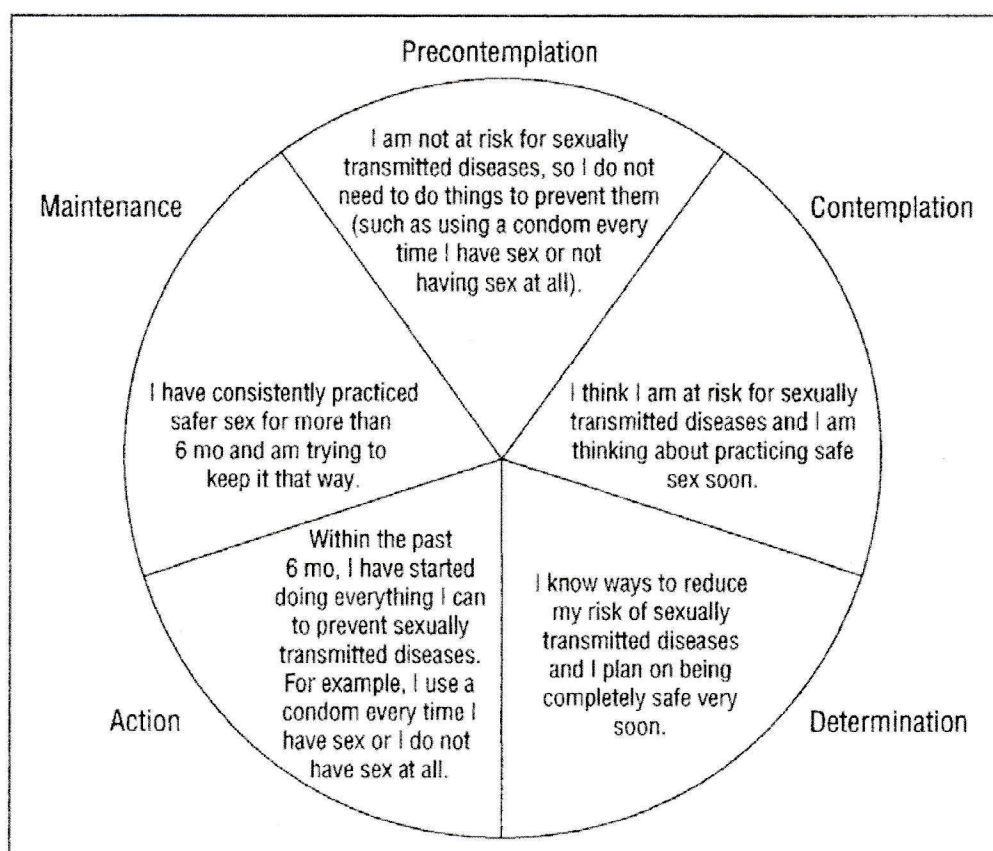 Precontemplation
I am not at risk for sexually
transmitted diseases, so I do not
need to do things to prevent them
(such as using a condom every
time I have sex or not
having sex at all).
Contemplation
I think I am at risk for sexually
transmitted diseases and I am
thinking about practicing safe
sex soon.
Determination
I know ways to reduce
my risk of sexually
transmitted diseases
and I plan on being
completely safe very
soon.
Action
Within the past
6 mo, I have started
doing everything I can
to prevent sexually
transmitted diseases.
For example, I use a
condom every time I
have sex or I do not
have sex at all.
Maintenance
I have consistently practiced
safer sex for more than
6 mo and am trying to
keep it that way.